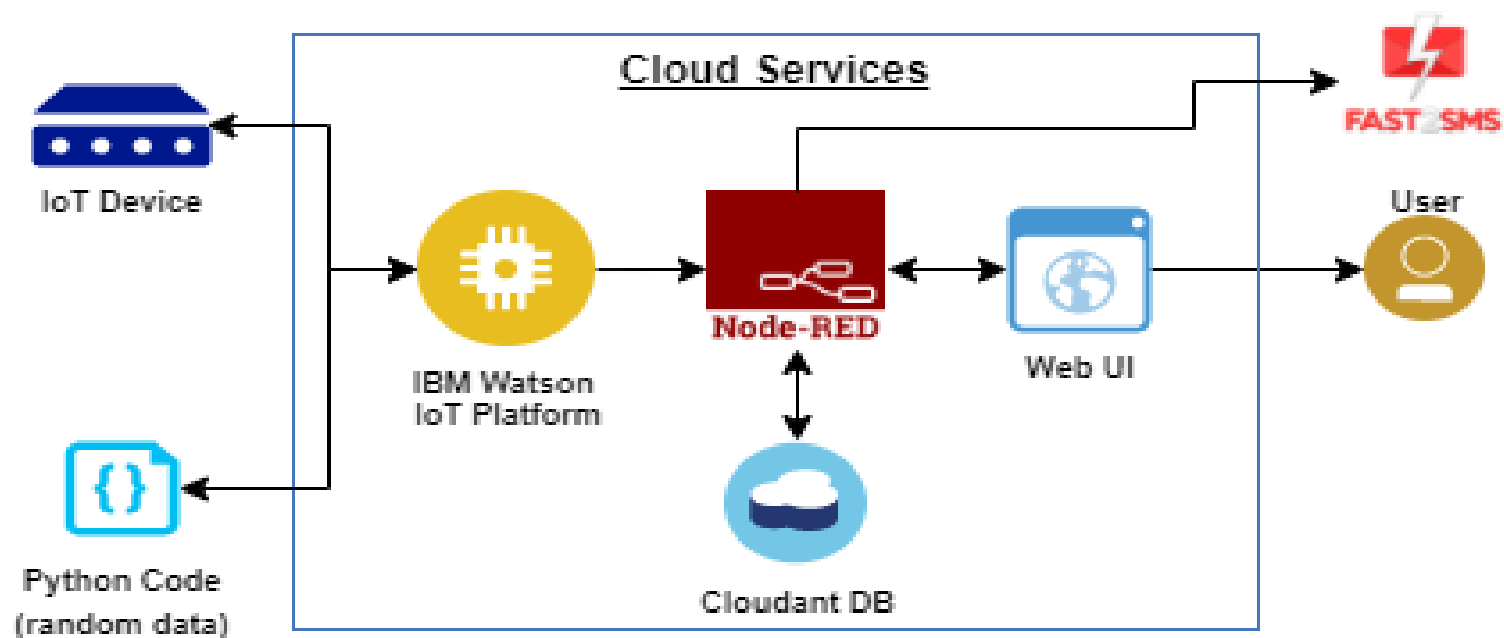 Cloud Services
FAST2SMS
IoT Device
User
Node-RED
Web UI
IBM Watson
IoT Platform
Python Code
(random data)
Cloudant DB
{}